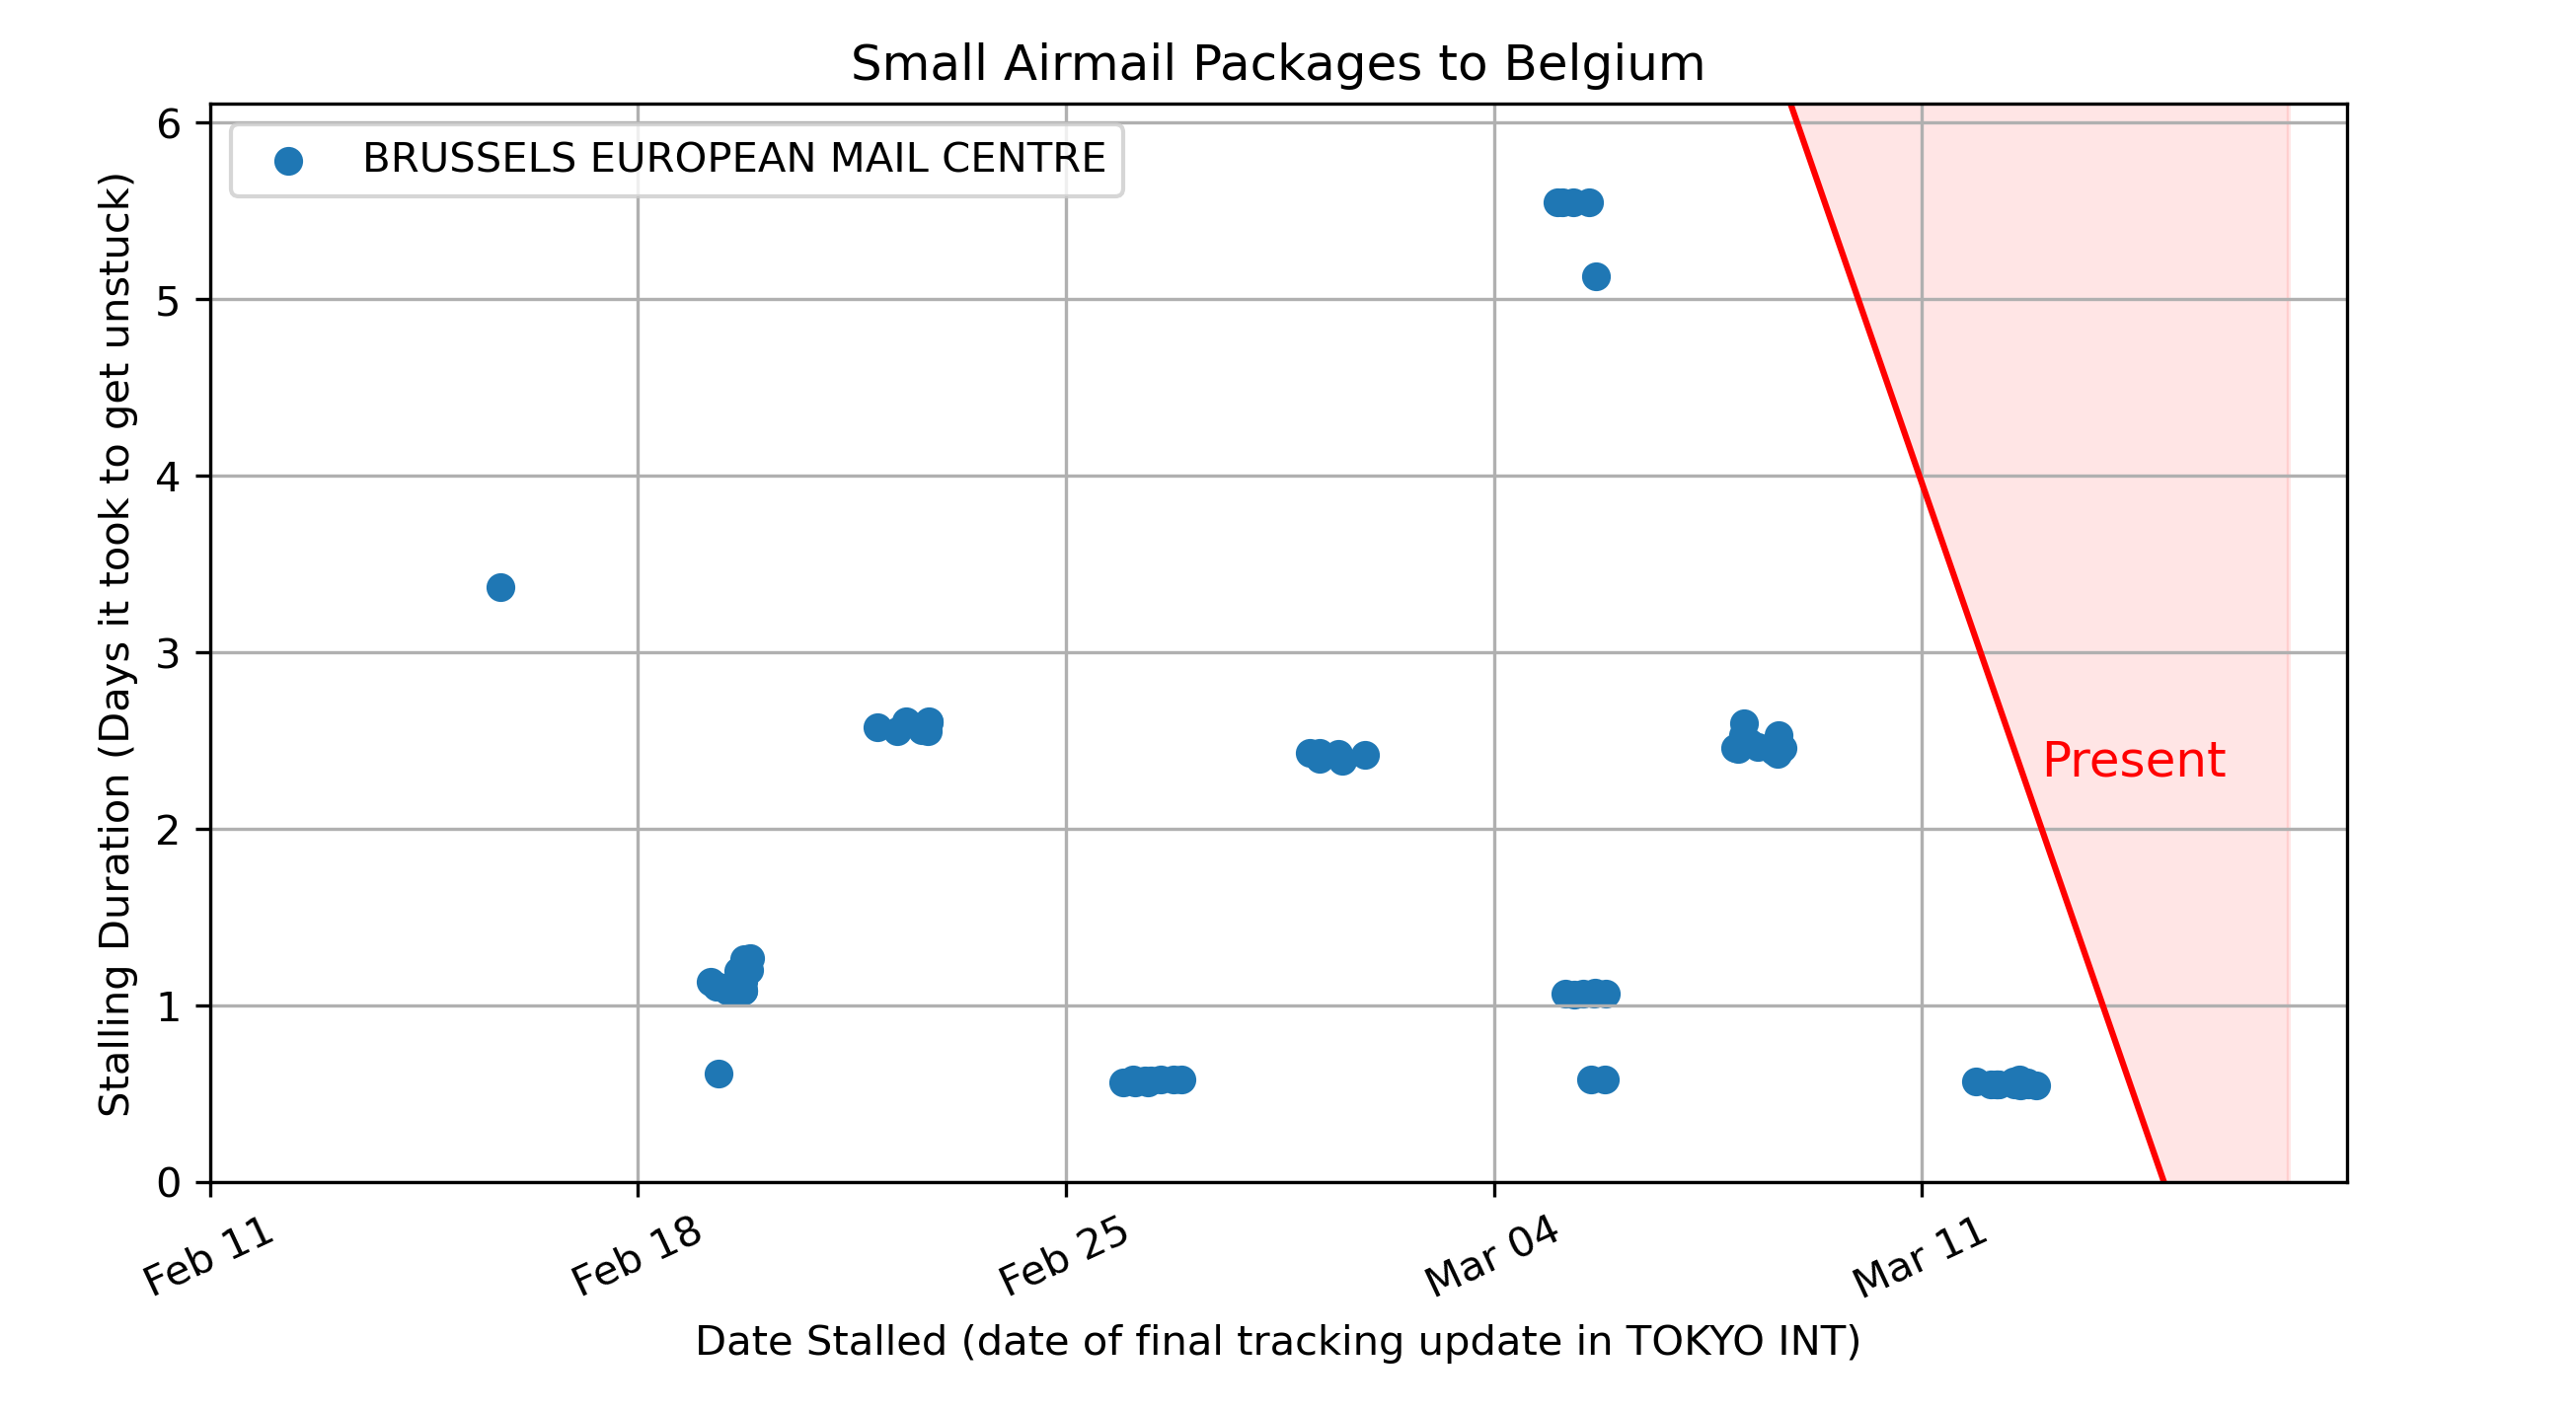 Small Airmail Packages to Belgium
BRUSSELS EUROPEAN MAIL CENTRE
Stalling Duration (Days it took to get unstuck)
6
5
4
3
2
1
0
Present
Feb 11
Feb 18
Feb 25
Mar 04
Mar 11
Date Stalled (date of final tracking update in TOKYO INT)